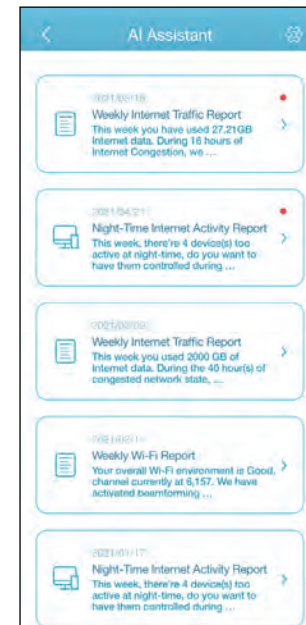 AI Assistant
Weekly Internet Traffic Report
This week you have used 27.21GB
Internet data. During 16 hours of
Internet Congestion, we ...
2021/04/21
Night-Time Internet Activity Report
This week, there're 4 device(s) too
active at night-time, do you want to
have them controlled during ...
Weekly Internet Traffic Report
This week you used 2000 GB of
Internet data. During the 40 hour(s) of
congested network state, ...
Weekly Wi-Fi Report
Your overall Wi-Fi environment is Good,
channel currently at 6,157. We have
activated beamforming ...
2021/01/17
Night-Time Internet Activity Report
This week, there're 4 device(s) too
active at night-time, do you want to
have them controlled during ...